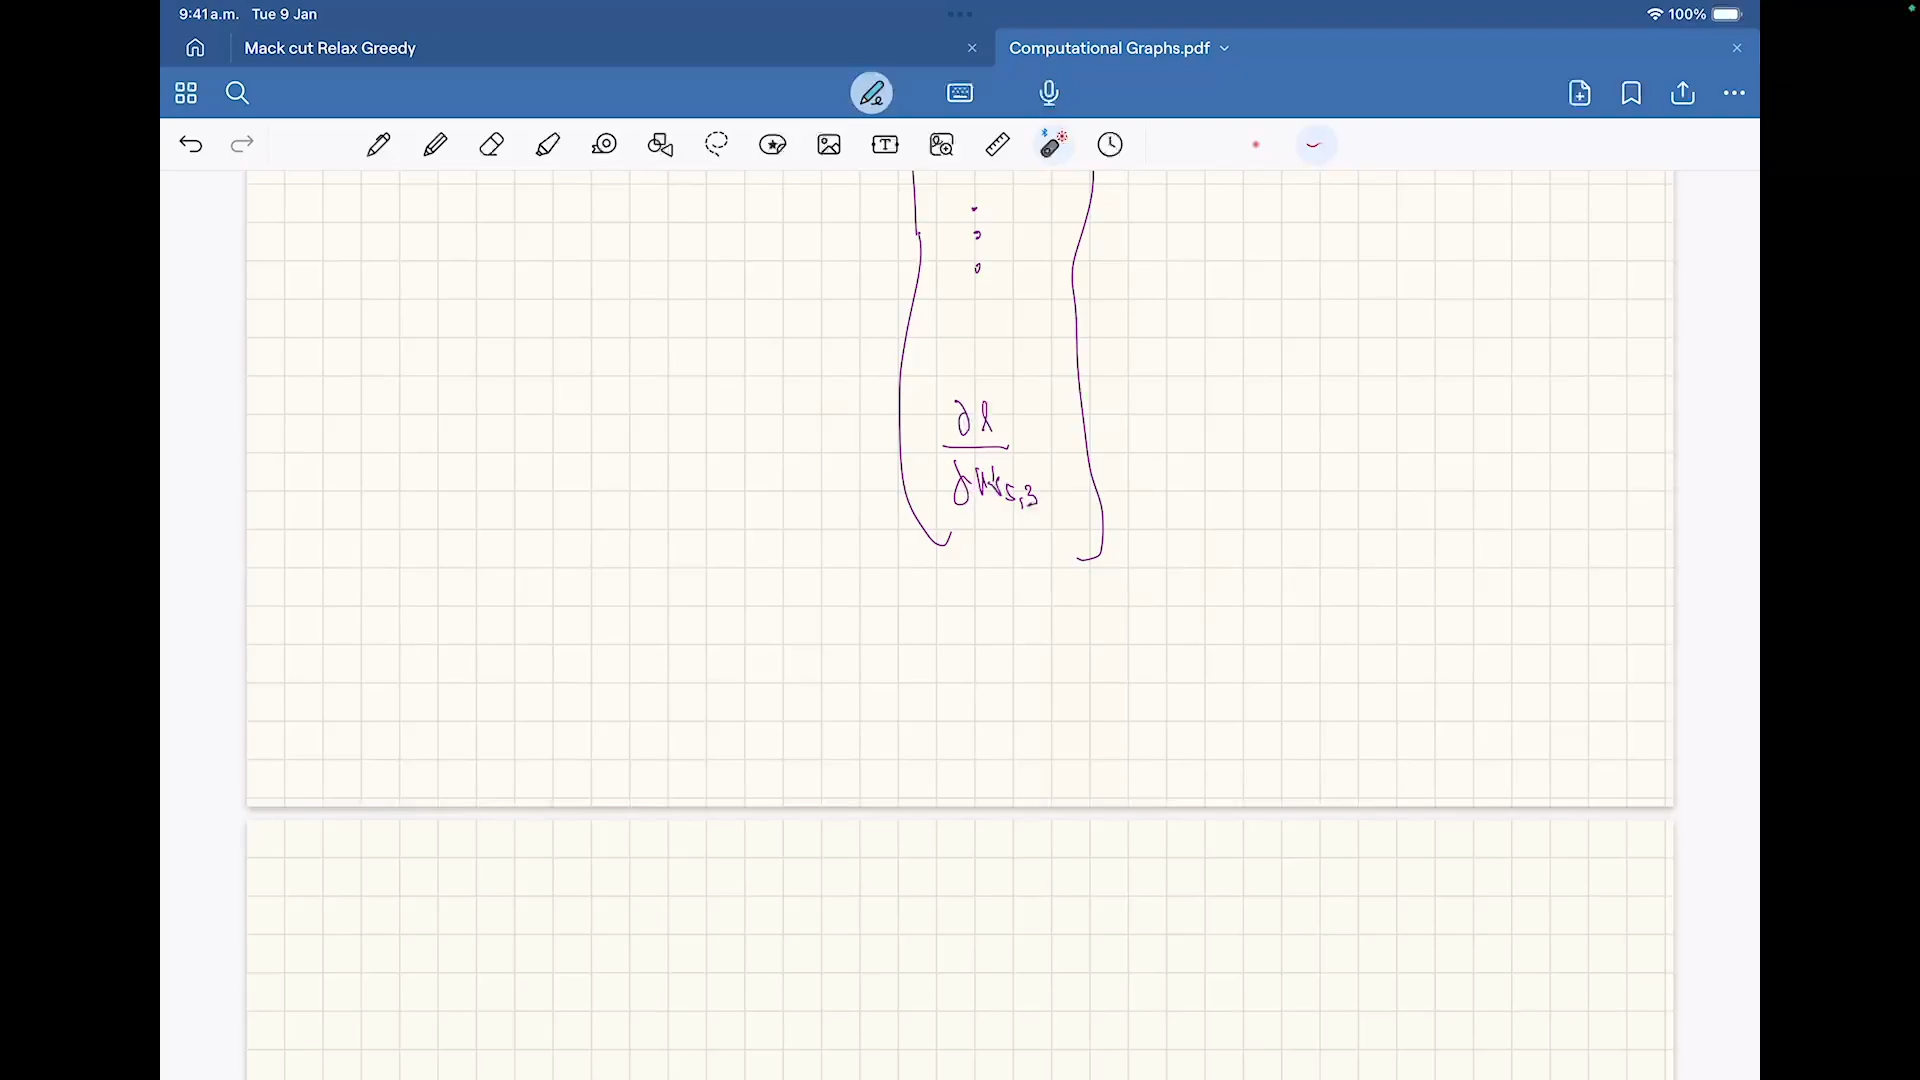 9:41 a.m. Tue 9 Jan
100%
Mack cut Relax Greedy
Computational Graphs.pdf
∂l
∂W₅,₃